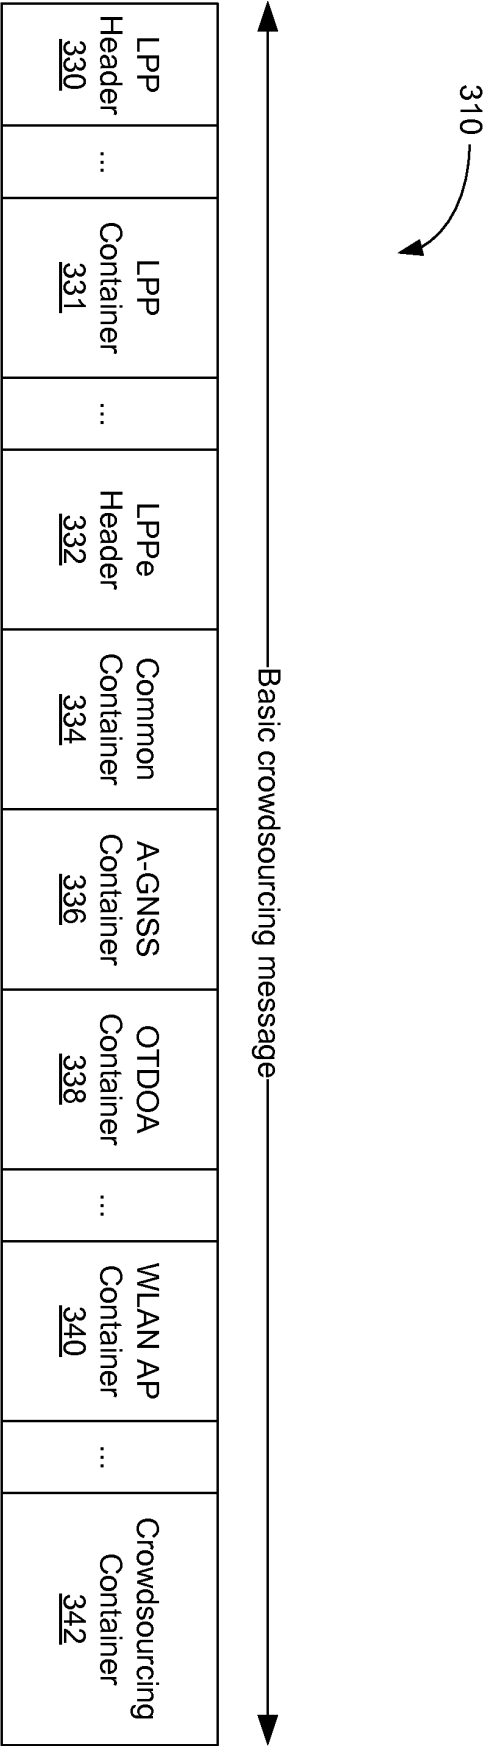 310
Basic crowdsourcing message
LPP
Header
330
...
LPP
Container
331
...
LPPe
Header
332
Common
Container
334
A-GNSS
Container
336
OTDOA
Container
338
...
WLAN AP
Container
340
...
Crowdsourcing
Container
342